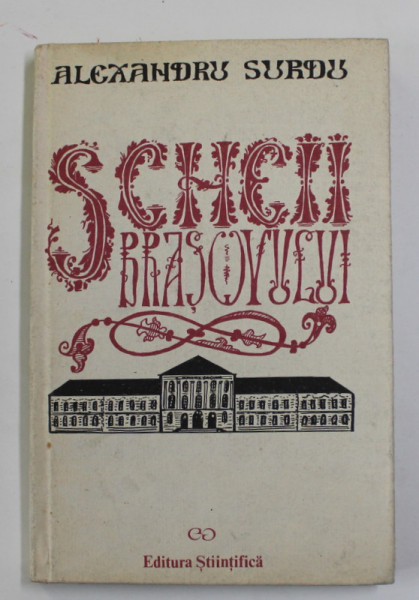 ALEXANDRU SURDU
SCHEII
BRAȘOVULUI
Editura Științifică